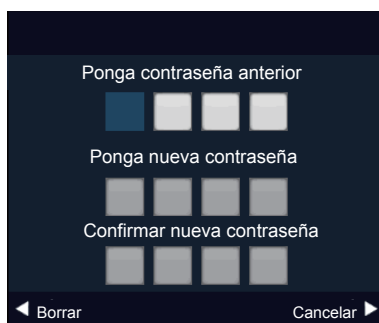 Ponga contraseña anterior
Ponga nueva contraseña
Confirmar nueva contraseña
Borrar Cancelar